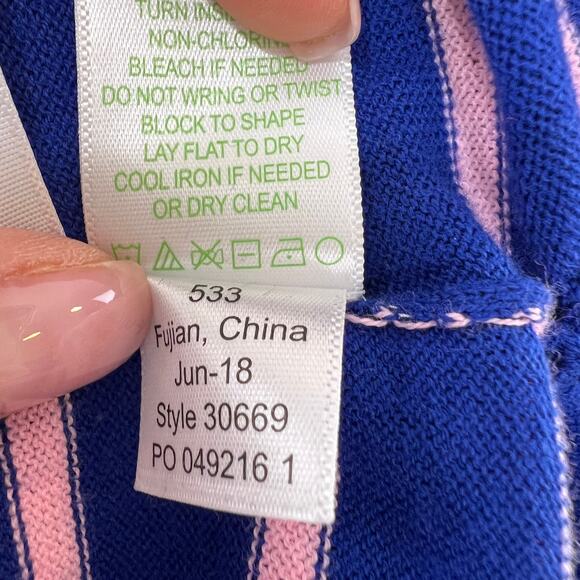 TURN
NON-CHLORINE
BLEACH IF NEEDED
DO NOT WRING OR TWIST
BLOCK TO SHAPE
LAY FLAT TO DRY
COOL IRON IF NEEDED
OR DRY CLEAN
533
Fujian, China
Jun-18
Style 30669
PO 049216 1